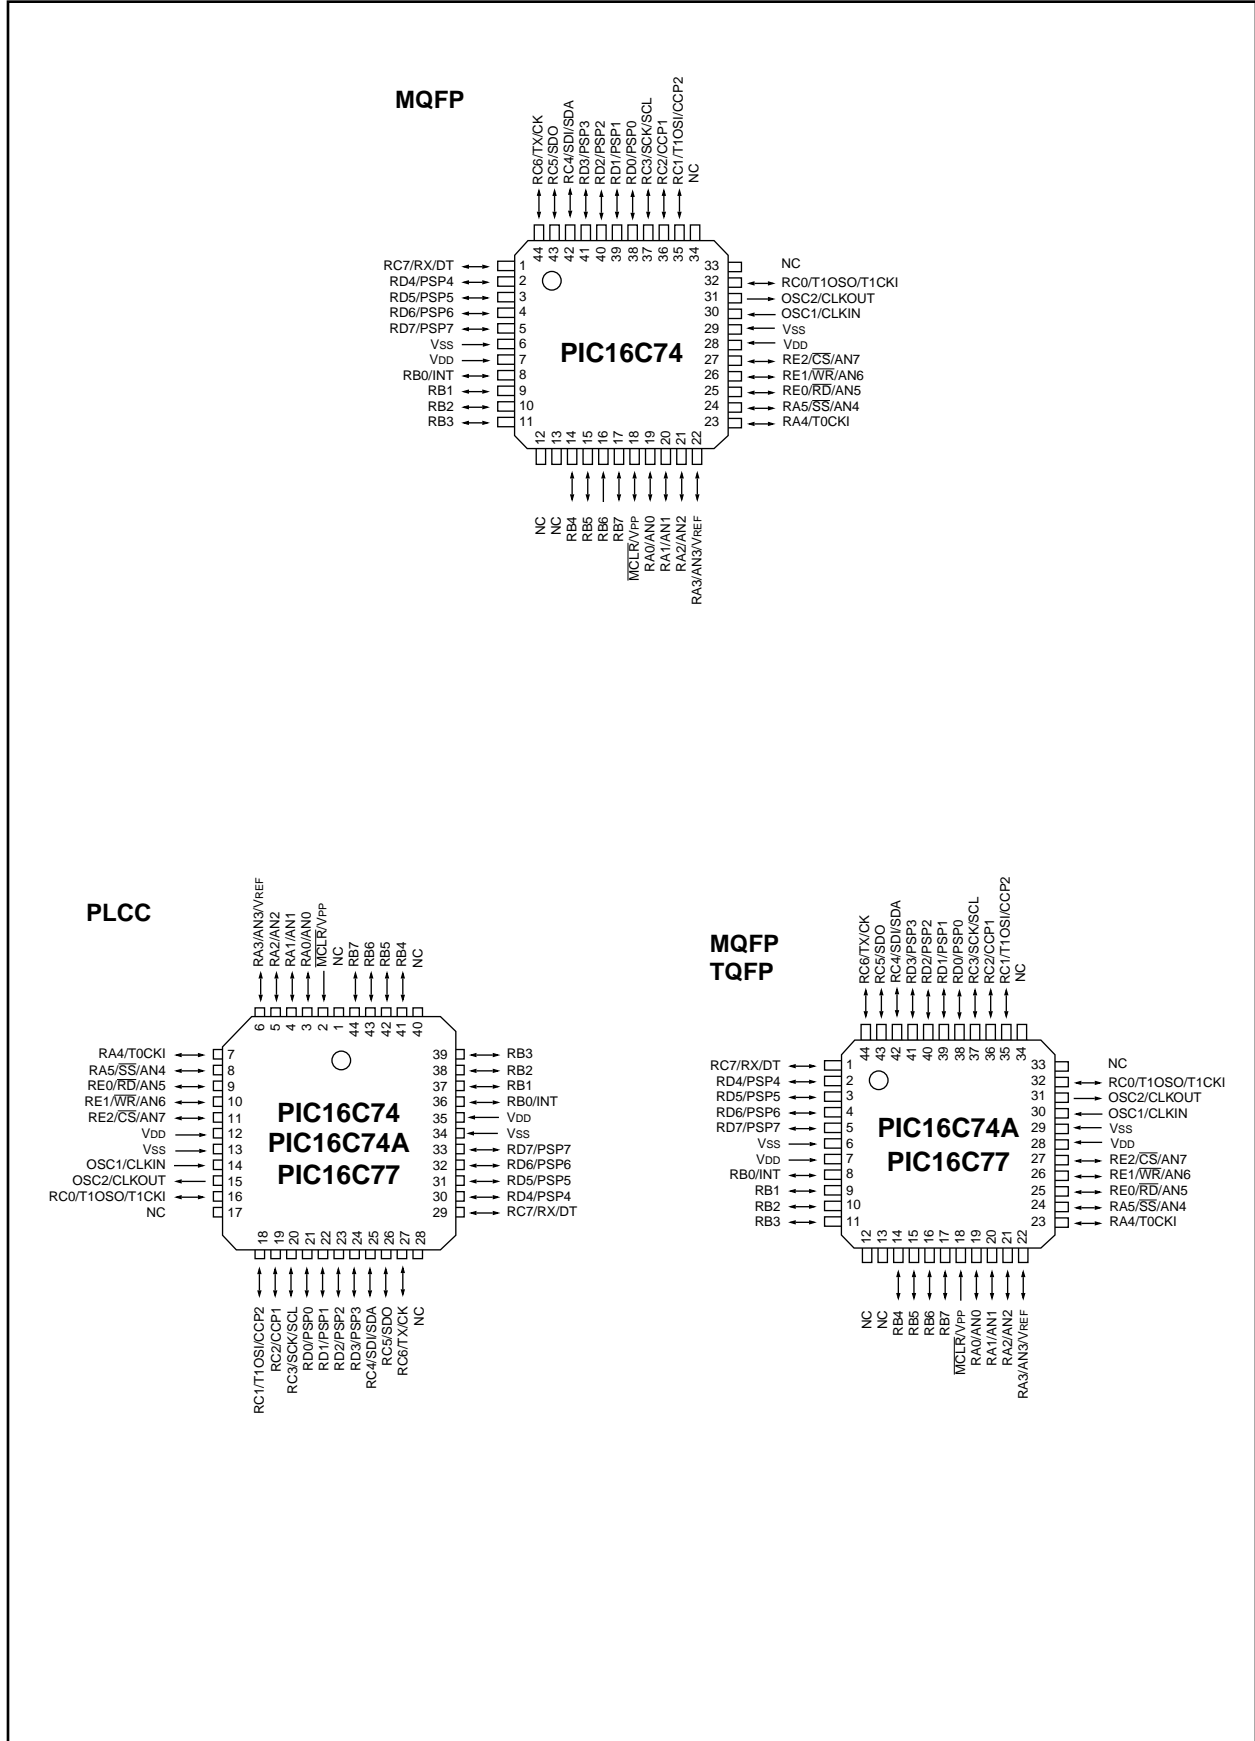 MQFP
RC6/TX/CK
RC5/SDO
RC4/SDI/SDA
RD3/PSP3
RD2/PSP2
RD1/PSP1
RD0/PSP0
RC3/SCK/SCL
RC2/CCP1
RC1/T1OSI/CCP2
NC
44 43 42 41 40 39 38 37 36 35 34
RC7/RX/DT 1
RD4/PSP4 2
RD5/PSP5 3
RD6/PSP6 4
RD7/PSP7 5
VSS 6
VDD 7
RB0/INT 8
RB1 9
RB2 10
RB3 11
PIC16C74
33 NC
32 RC0/T1OSO/T1CKI
31 OSC2/CLKOUT
30 OSC1/CLKIN
29 VSS
28 VDD
27 RE2/CS/AN7
26 RE1/WR/AN6
25 RE0/RD/AN5
24 RA5/SS/AN4
23 RA4/T0CKI
12 13 14 15 16 17 18 19 20 21 22
NC
NC
RB4
RB5
RB6
RB7
MCLR/VPP
RA0/AN0
RA1/AN1
RA2/AN2
RA3/AN3/VREF
PLCC
RA3/AN3/VREF
RA2/AN2
RA1/AN1
RA0/AN0
MCLR/VPP
NC
RB7
RB6
RB5
RB4
NC
6 5 4 3 2 1 44 43 42 41 40
RA4/T0CKI 7
RA5/SS/AN4 8
RE0/RD/AN5 9
RE1/WR/AN6 10
RE2/CS/AN7 11
VDD 12
VSS 13
OSC1/CLKIN 14
OSC2/CLKOUT 15
RC0/T1OSO/T1CKI 16
NC 17
PIC16C74
PIC16C74A
PIC16C77
39 RB3
38 RB2
37 RB1
36 RB0/INT
35 VDD
34 VSS
33 RD7/PSP7
32 RD6/PSP6
31 RD5/PSP5
30 RD4/PSP4
29 RC7/RX/DT
18 19 20 21 22 23 24 25 26 27 28
RC1/T1OSI/CCP2
RC2/CCP1
RC3/SCK/SCL
RD0/PSP0
RD1/PSP1
RD2/PSP2
RD3/PSP3
RC4/SDI/SDA
RC5/SDO
RC6/TX/CK
NC
MQFP
TQFP
RC6/TX/CK
RC5/SDO
RC4/SDI/SDA
RD3/PSP3
RD2/PSP2
RD1/PSP1
RD0/PSP0
RC3/SCK/SCL
RC2/CCP1
RC1/T1OSI/CCP2
NC
44 43 42 41 40 39 38 37 36 35 34
RC7/RX/DT 1
RD4/PSP4 2
RD5/PSP5 3
RD6/PSP6 4
RD7/PSP7 5
VSS 6
VDD 7
RB0/INT 8
RB1 9
RB2 10
RB3 11
PIC16C74A
PIC16C77
33 NC
32 RC0/T1OSO/T1CKI
31 OSC2/CLKOUT
30 OSC1/CLKIN
29 VSS
28 VDD
27 RE2/CS/AN7
26 RE1/WR/AN6
25 RE0/RD/AN5
24 RA5/SS/AN4
23 RA4/T0CKI
12 13 14 15 16 17 18 19 20 21 22
NC
NC
RB4
RB5
RB6
RB7
MCLR/VPP
RA0/AN0
RA1/AN1
RA2/AN2
RA3/AN3/VREF